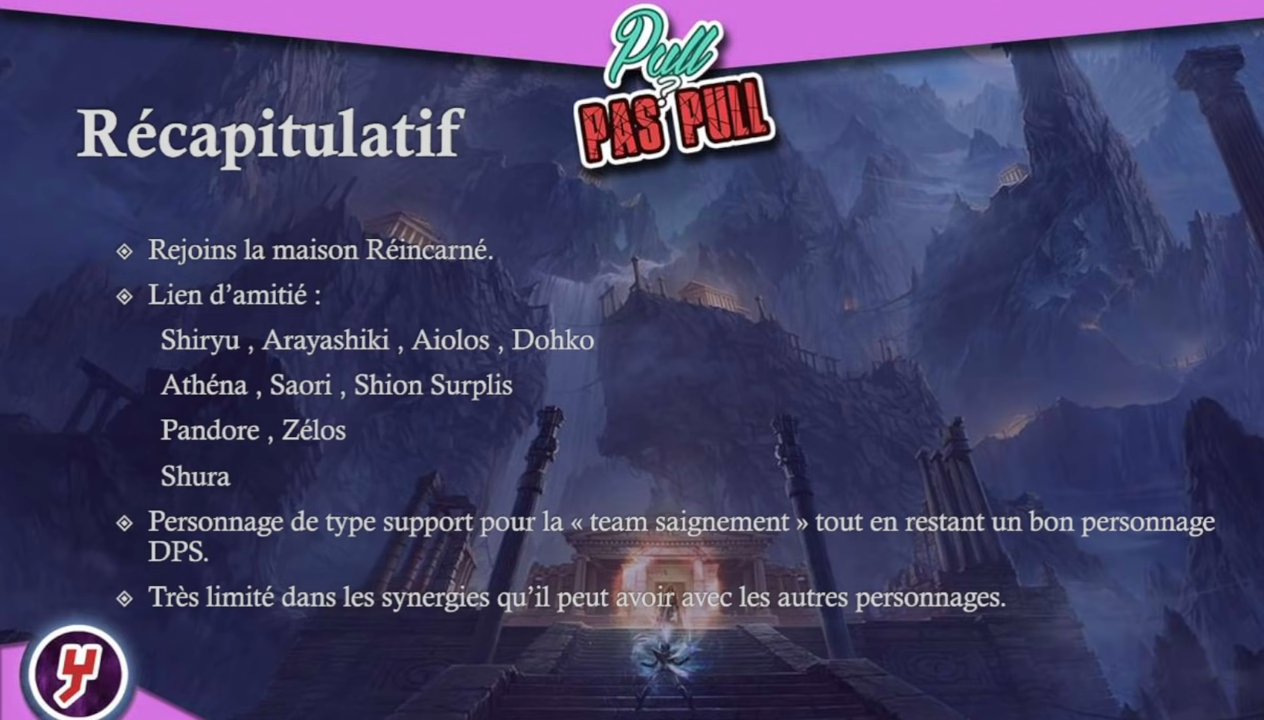 Pull
?
PAS PULL
Récapitulatif
Rejoins la maison Réincarné.
Lien d’amitié :
Shiryu , Arayashiki , Aiolos , Dohko
Athéna , Saori , Shion Surplis
Pandore , Zélos
Shura
Personnage de type support pour la « team saignement » tout en restant un bon personnage
DPS.
Très limité dans les synergies qu’il peut avoir avec les autres personnages.
Y